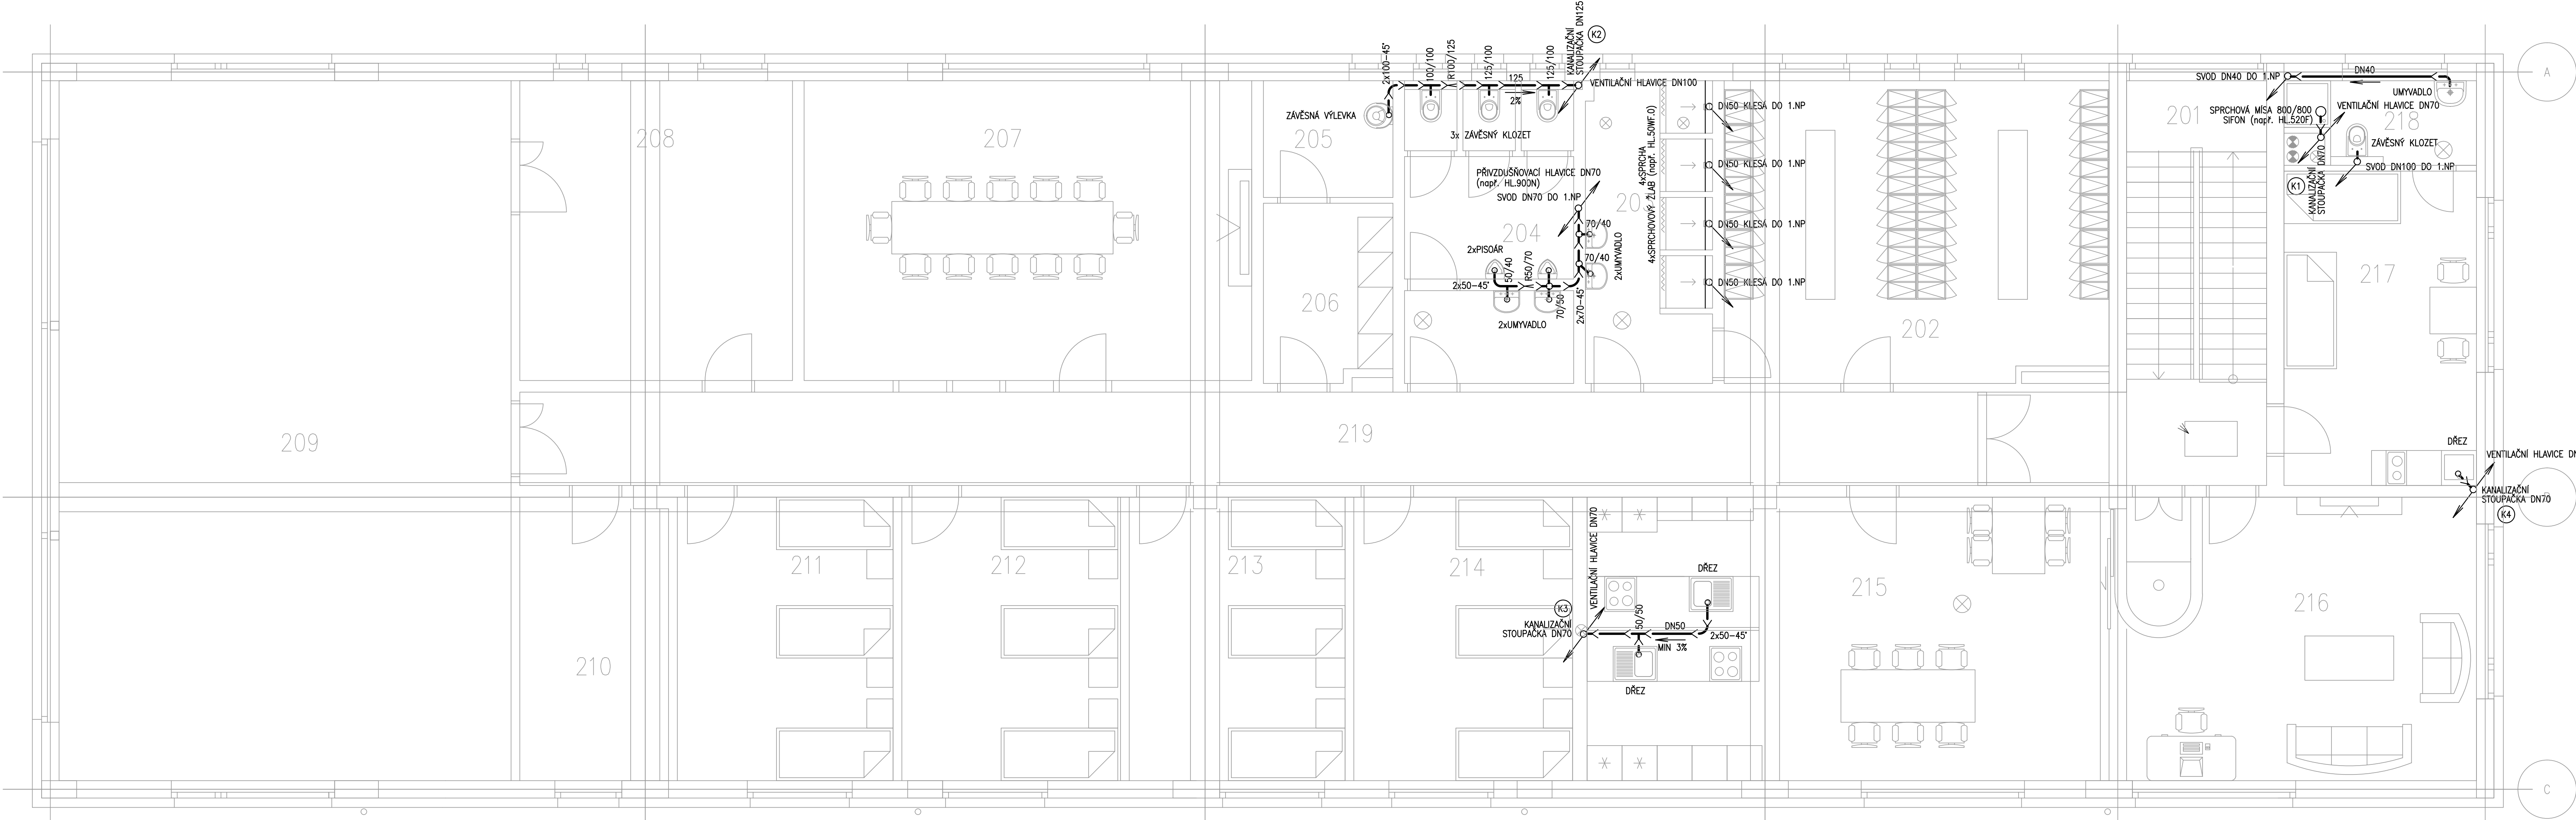 2x100-45°
100/100
R100/125
125/100
125
2%
125/100
KANALIZAČNÍ
STOUPAČKA DN125
K2
VENTILAČNÍ HLAVICE DN100
ZÁVĚSNÁ VÝLEVKA
3x ZÁVĚSNÝ KLOZET
205
208
207
PŘIVZDUŠŇOVACÍ HLAVICE DN70
(např. HL.900N)
SVOD DN70 DO 1.NP
203
204
70/40
70/40
2xUMYVADLO
2xPISOÁR
50/40
R50/70
2x50-45°
70/50
2x70-45°
2xUMYVADLO
206
4xSPRCHA
4xSPRCHOVOVÝ ŽLAB (např. HL.50WF.0)
DN50 KLESÁ DO 1.NP
DN50 KLESÁ DO 1.NP
DN50 KLESÁ DO 1.NP
DN50 KLESÁ DO 1.NP
202
201
SVOD DN40 DO 1.NP
DN40
UMYVADLO
SPRCHOVÁ MÍSA 800/800
SIFON (např. HL.520F)
VENTILAČNÍ HLAVICE DN70
218
ZÁVĚSNÝ KLOZET
SVOD DN100 DO 1.NP
K1
KANALIZAČNÍ
STOUPAČKA DN70
217
A
209
219
DŘEZ
VENTILAČNÍ HLAVICE DN
KANALIZAČNÍ
STOUPAČKA DN70
K4
210
211
212
213
214
VENTILAČNÍ HLAVICE DN70
K3
KANALIZAČNÍ
STOUPAČKA DN70
DŘEZ
50/50
DN50
2x50-45°
MIN 3%
DŘEZ
215
216
C